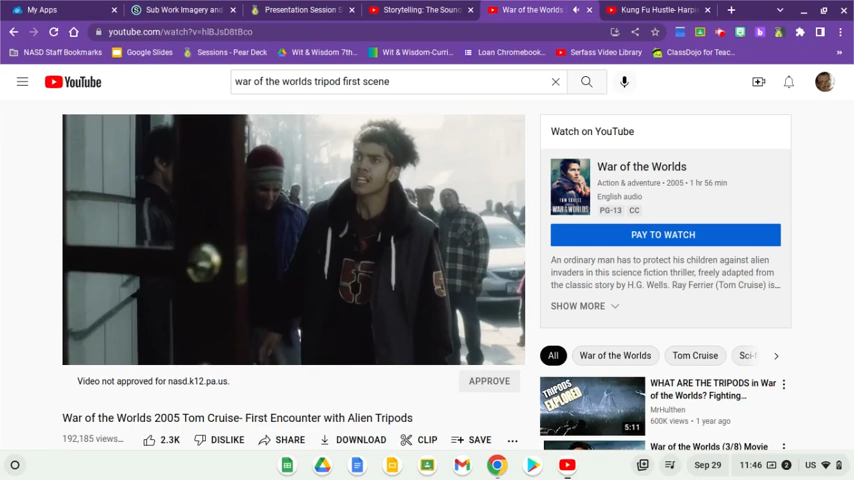 My Apps
Sub Work Imagery and
Presentation Session S
Storytelling: The Sound
War of the Worlds
Kung Fu Hustle- Harpi
youtube.com/watch?v=hlBJsD8tBco
NASD Staff Bookmarks
Google Slides
Sessions - Pear Deck
Wit & Wisdom 7th...
Wit & Wisdom-Curri...
Loan Chromebook...
Serfass Video Library
ClassDojo for Teac...
YouTube
war of the worlds tripod first scene
Watch on YouTube
War of the Worlds
Action & adventure • 2005 • 1 hr 56 min
English audio
PG-13 CC
PAY TO WATCH
An ordinary man has to protect his children against alien
invaders in this science fiction thriller, freely adapted from
the classic story by H.G. Wells. Ray Ferrier (Tom Cruise) is...
SHOW MORE
All
War of the Worlds
Tom Cruise
Sci-f
Video not approved for nasd.k12.pa.us.
APPROVE
War of the Worlds 2005 Tom Cruise- First Encounter with Alien Tripods
192,185 views...
2.3K
DISLIKE
SHARE
DOWNLOAD
CLIP
SAVE
TRIPODS
EXPLORED
5:11
WHAT ARE THE TRIPODS in War
of the Worlds? Fighting...
MrHulthen
600K views • 1 year ago
War of the Worlds (3/8) Movie
Sep 29
11:46
2
US